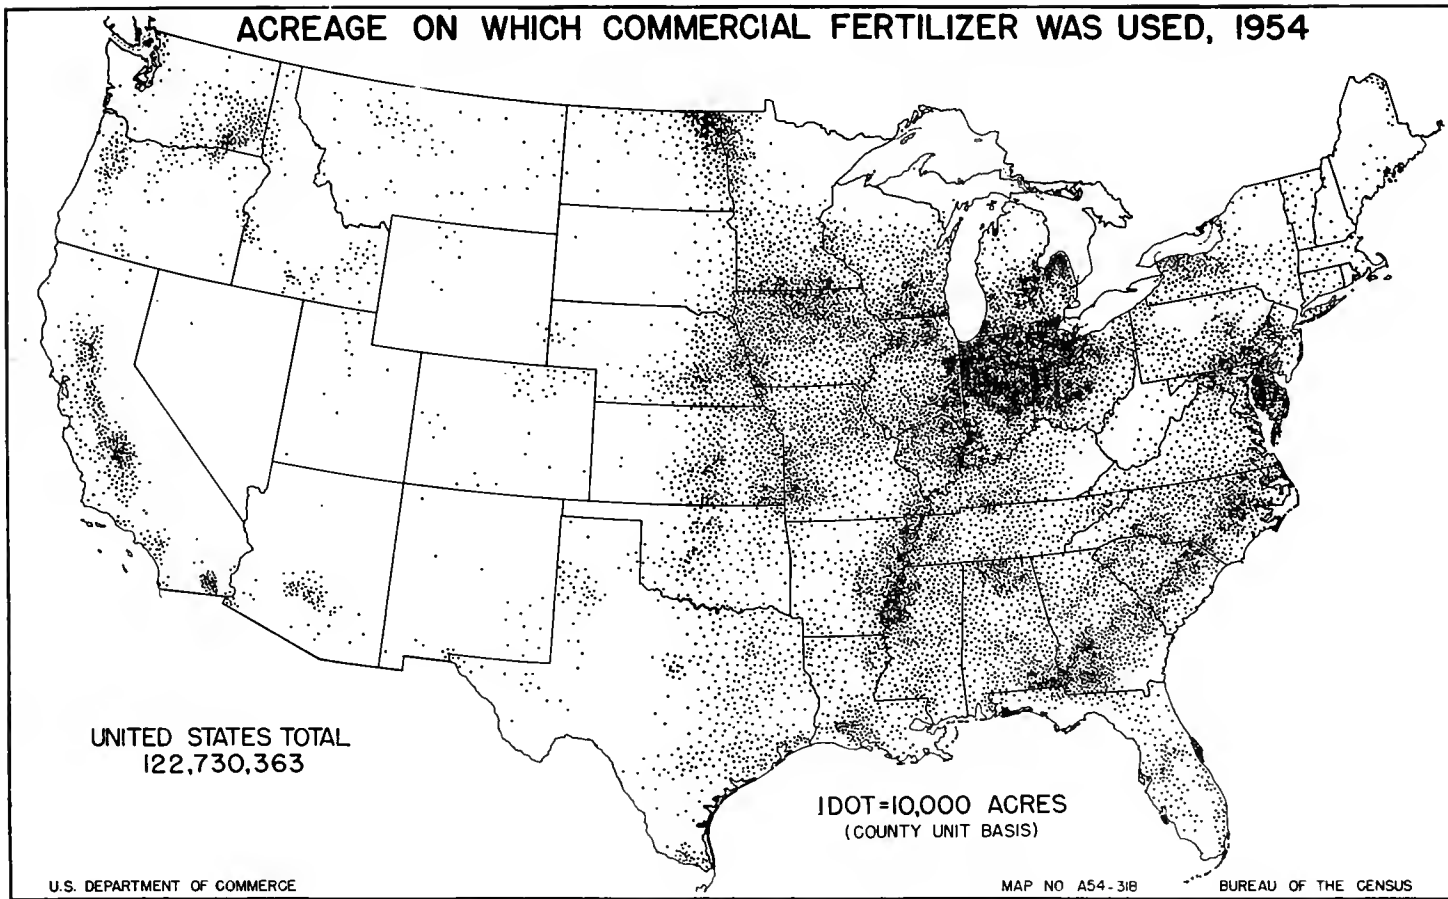 ACREAGE ON WHICH COMMERCIAL FERTILIZER WAS USED, 1954
UNITED STATES TOTAL
122,730,363
1 DOT=10,000 ACRES
(COUNTY UNIT BASIS)
U.S. DEPARTMENT OF COMMERCE
MAP NO A54-318
BUREAU OF THE CENSUS